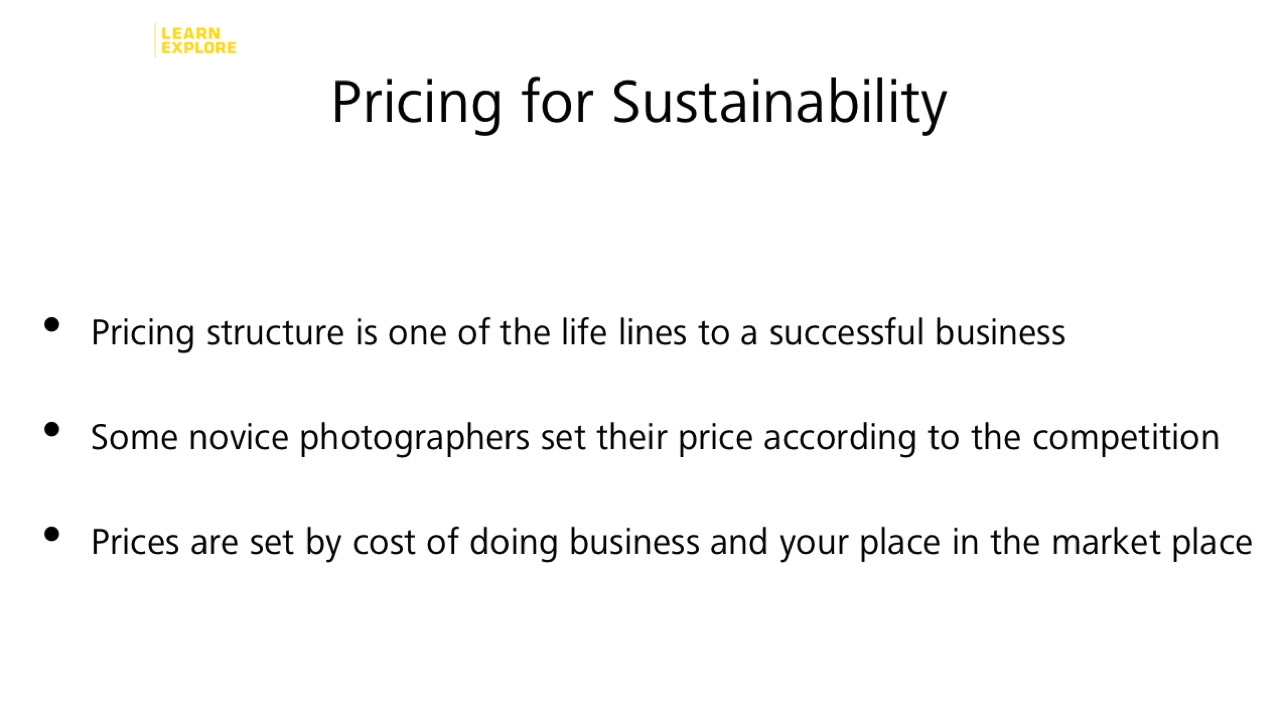 LEARN
EXPLORE
Pricing for Sustainability
• Pricing structure is one of the life lines to a successful business
• Some novice photographers set their price according to the competition
• Prices are set by cost of doing business and your place in the market place